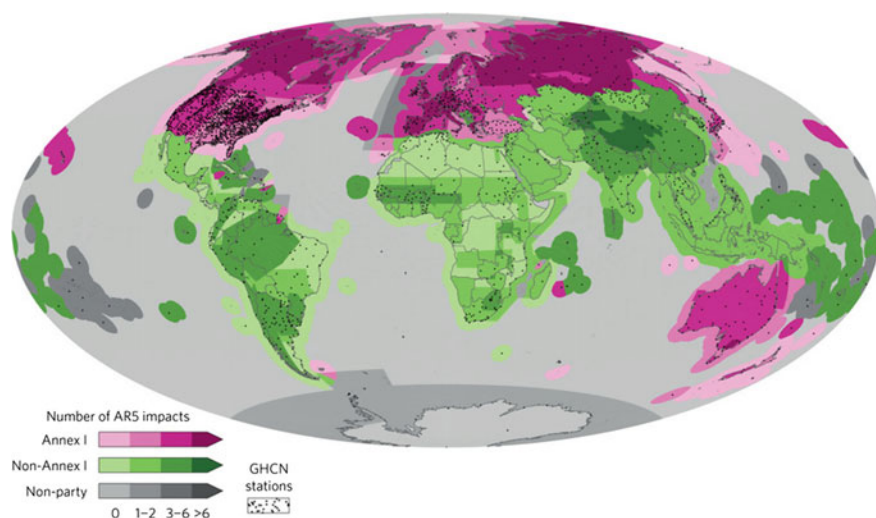 Number of AR5 impacts
Annex I
Non-Annex I
Non-party
0 1–2 3–6 >6
GHCN
stations